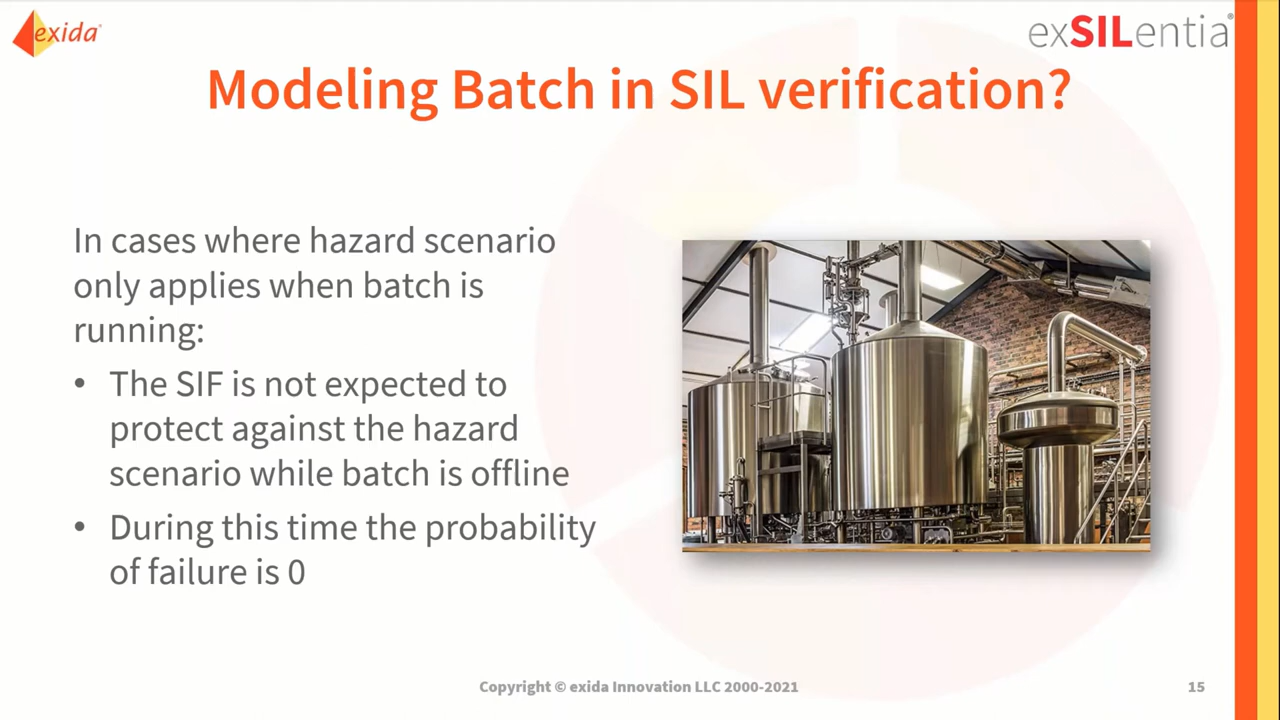 exida®
exSILentia®
Modeling Batch in SIL verification?
In cases where hazard scenario
only applies when batch is
running:
• The SIF is not expected to
protect against the hazard
scenario while batch is offline
• During this time the probability
of failure is 0
Copyright © exida Innovation LLC 2000-2021
15